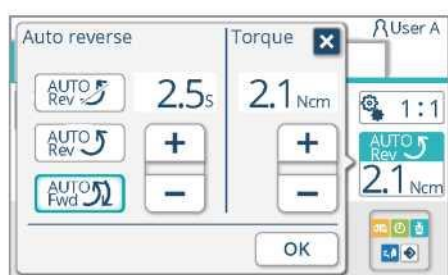 Auto reverse
Torque
User A
AUTO
Rev
2.5s
2.1 Ncm
1:1
AUTO
Rev
+
−
+
−
AUTO
Rev
2.1 Ncm
AUTO
Fwd
OK